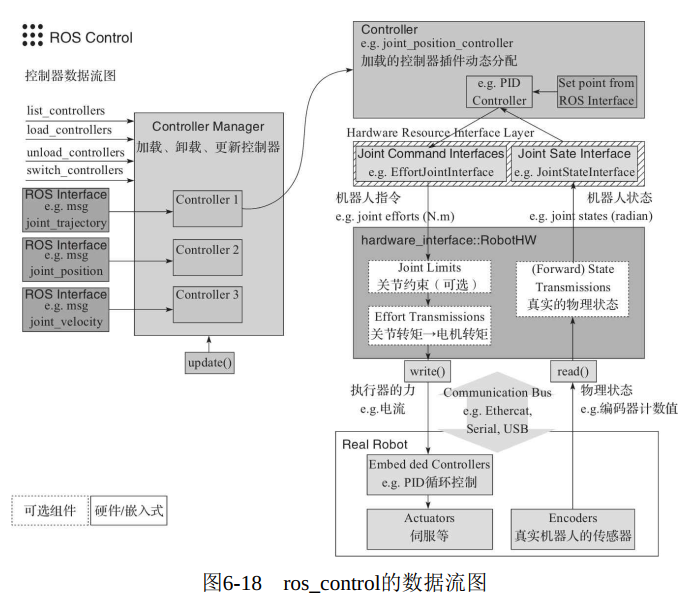 ROS Control
控制器数据流图
list_controllers
load_controllers
unload_controllers
switch_controllers
ROS Interface
e.g. msg
joint_trajectory
ROS Interface
e.g. msg
joint_position
ROS Interface
e.g. msg
joint_velocity
Controller Manager
加载、卸载、更新控制器
Controller 1
Controller 2
Controller 3
update()
Controller
e.g. joint_position_controller
加载的控制器插件动态分配
e.g. PID
Controller
Set point from
ROS Interface
Hardware Resource Interface Layer
Joint Command Interfaces
e.g. EffortJointInterface
Joint Sate Interface
e.g. JointStateInterface
机器人指令
e.g. joint efforts (N.m)
机器人状态
e.g. joint states (radian)
hardware_interface::RobotHW
Joint Limits
关节约束（可选）
Effort Transmissions
关节转矩→电机转矩
(Forward) State
Transmissions
真实的物理状态
write()
read()
执行器的力
e.g.电流
Communication Bus
e.g. Ethercat,
Serial, USB
物理状态
e.g.编码器计数值
Real Robot
Embed ded Controllers
e.g. PID循环控制
Actuators
伺服等
Encoders
真实机器人的传感器
可选组件
硬件/嵌入式
图6-18 ros_control的数据流图